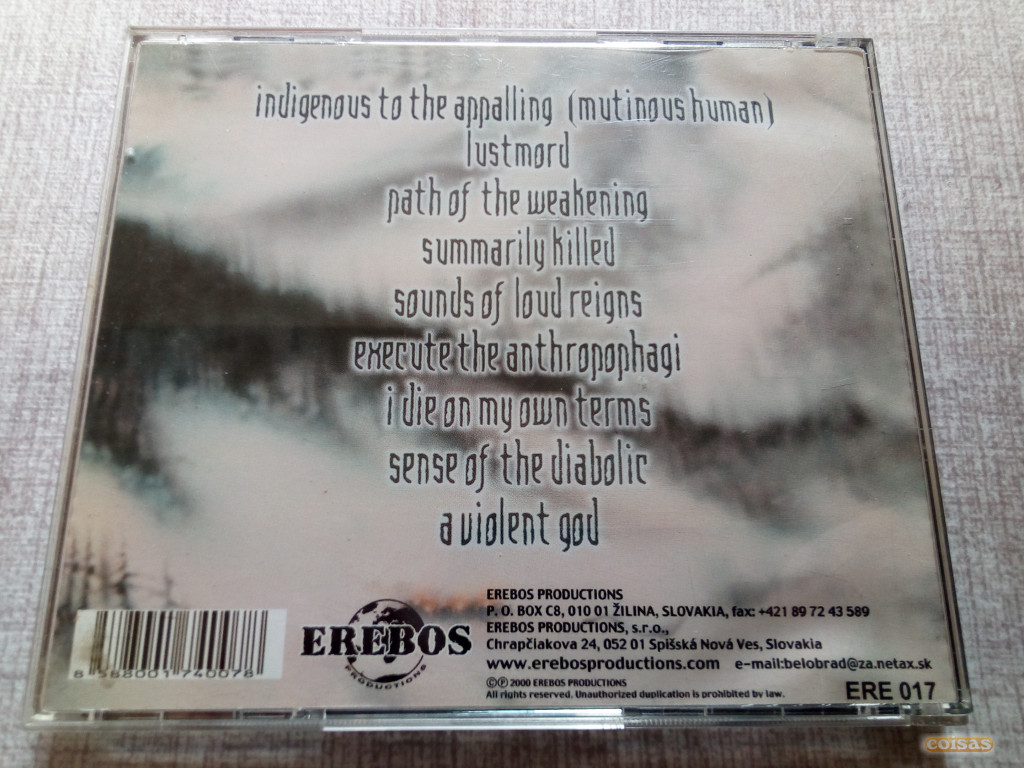 indigenous to the appalling (mutinous human)
lustmord
path of the weakening
summarily killed
sounds of loud reigns
execute the anthropophagi
i die on my own terms
sense of the diabolic
a violent god
EREBOS PRODUCTIONS
P. O. BOX C8, 010 01 ŽILINA, SLOVAKIA, fax: +421 89 72 43 589
EREBOS PRODUCTIONS, s.r.o.,
Chrapčiakova 24, 052 01 Spišská Nová Ves, Slovakia
www.erebosproductions.com e-mail:belobrad@za.netax.sk
©℗ 2000 EREBOS PRODUCTIONS
All rights reserved. Unauthorized duplication is prohibited by law.
ERE 017
EREBOS
PRODUCTIONS
8 588001 740078
coisas